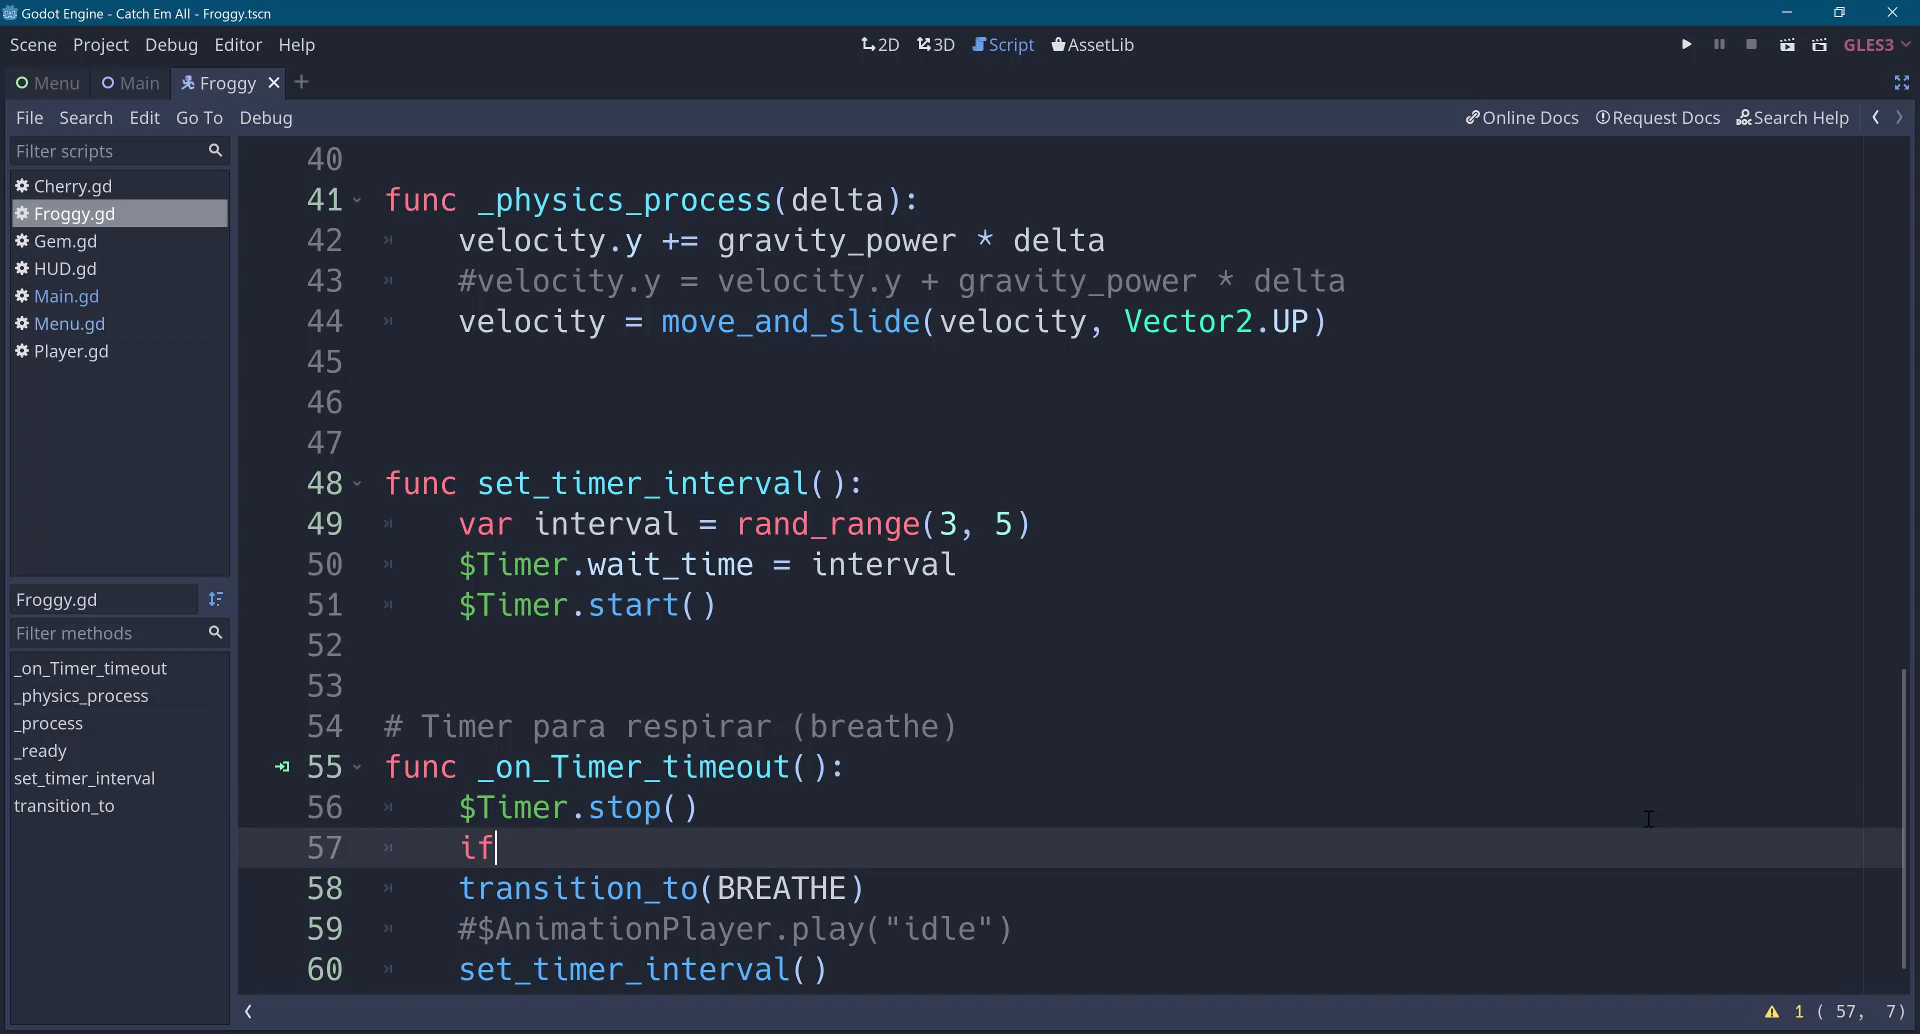 Godot Engine - Catch Em All - Froggy.tscn
Scene Project Debug Editor Help
2D 3D Script AssetLib
GLES3
Menu Main Froggy
File Search Edit Go To Debug
Online Docs Request Docs Search Help
Filter scripts
Cherry.gd
Froggy.gd
Gem.gd
HUD.gd
Main.gd
Menu.gd
Player.gd
Froggy.gd
Filter methods
_on_Timer_timeout
_physics_process
_process
_ready
set_timer_interval
transition_to
40
41 func _physics_process(delta):
42 velocity.y += gravity_power * delta
43 #velocity.y = velocity.y + gravity_power * delta
44 velocity = move_and_slide(velocity, Vector2.UP)
45
46
47
48 func set_timer_interval():
49 var interval = rand_range(3, 5)
50 $Timer.wait_time = interval
51 $Timer.start()
52
53
54 # Timer para respirar (breathe)
55 func _on_Timer_timeout():
56 $Timer.stop()
57 if
58 transition_to(BREATHE)
59 #$AnimationPlayer.play("idle")
60 set_timer_interval()
1 ( 57, 7)